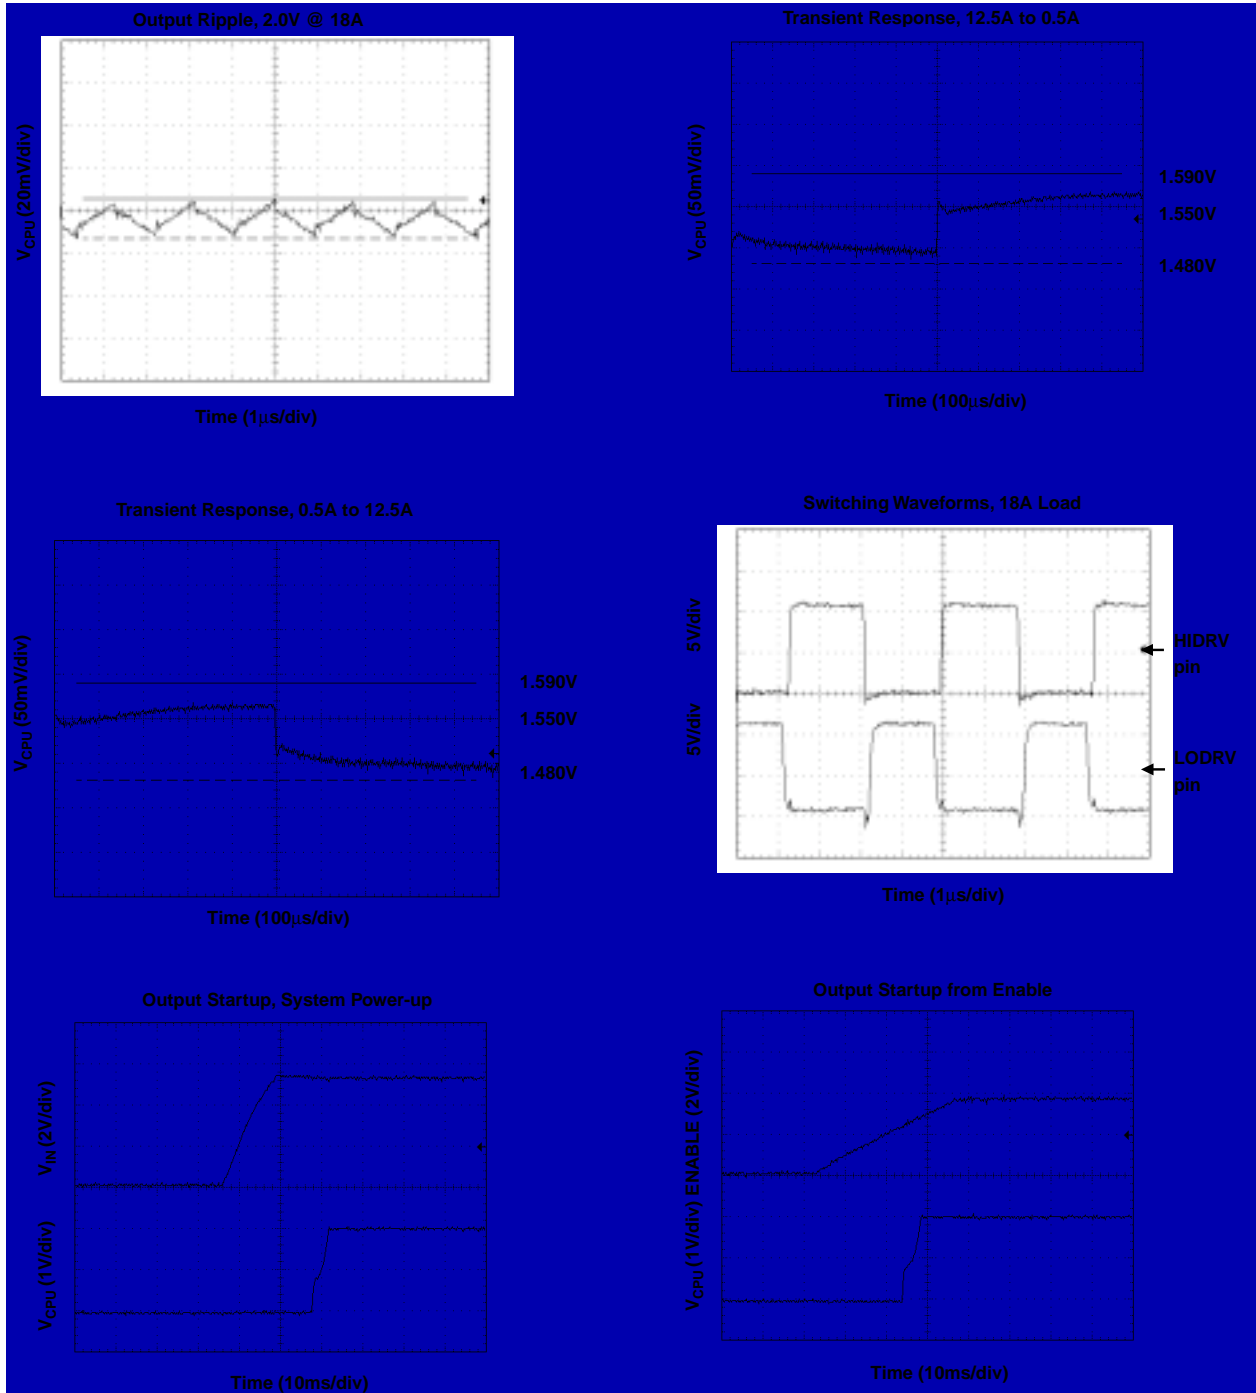 Output Ripple, 2.0V @ 18A
VCPU (20mV/div)
Time (1µs/div)
Transient Response, 12.5A to 0.5A
VCPU (50mV/div)
1.590V
1.550V
1.480V
Time (100µs/div)
Transient Response, 0.5A to 12.5A
VCPU (50mV/div)
1.590V
1.550V
1.480V
Time (100µs/div)
Switching Waveforms, 18A Load
5V/div
5V/div
HIDRV
pin
LODRV
pin
Time (1µs/div)
Output Startup, System Power-up
VIN (2V/div)
VCPU (1V/div)
Time (10ms/div)
Output Startup from Enable
VCPU (1V/div) ENABLE (2V/div)
Time (10ms/div)